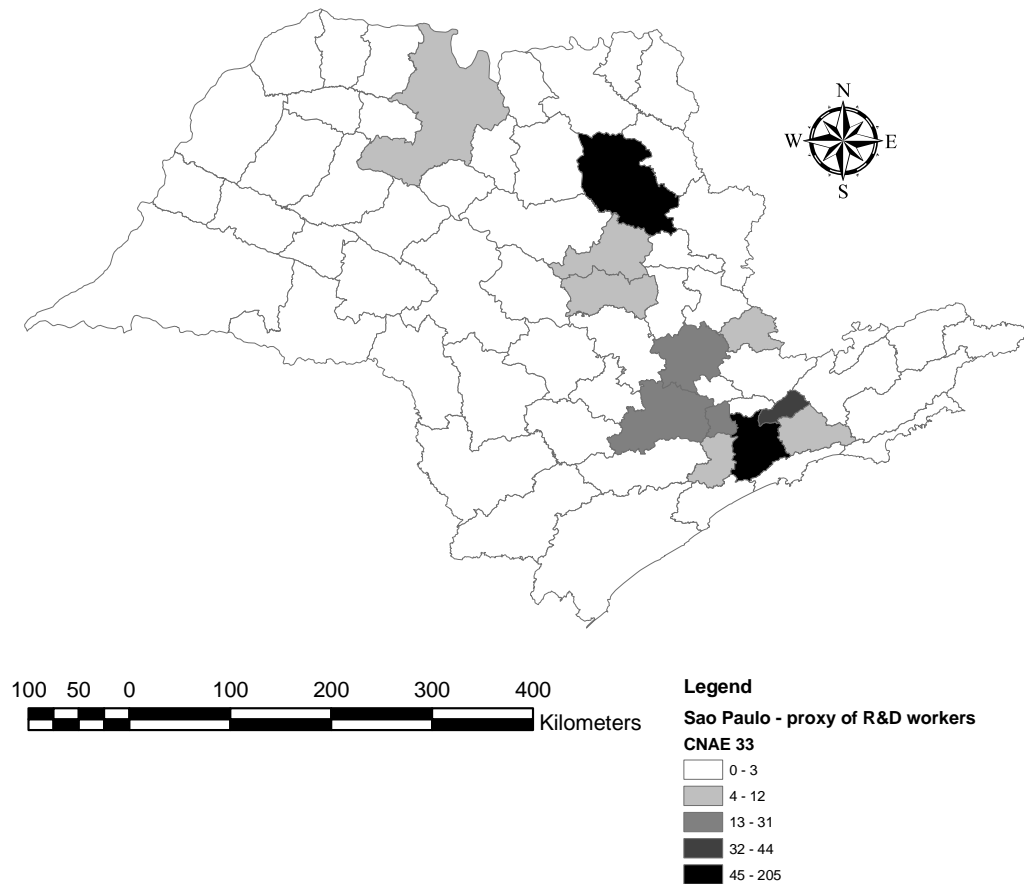 N
W E
S
100 50 0 100 200 300 400
Kilometers
Legend
Sao Paulo - proxy of R&D workers
CNAE 33
0 - 3
4 - 12
13 - 31
32 - 44
45 - 205